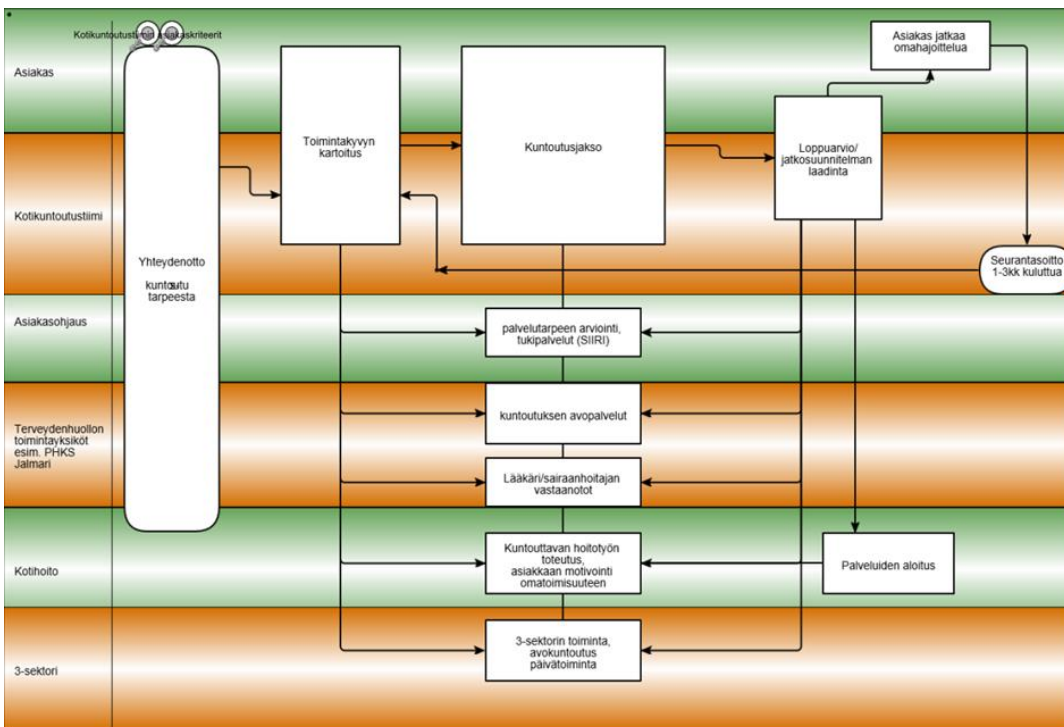 Kotikuntoutustiimin asiakaskriteerit
Asiakas
Asiakas jatkaa
omahajoittelua
Toimintakyvyn
kartoitus
Kuntoutusjakso
Loppuarvio/
jatkosuunnitelman
laadinta
Kotikuntoutustiimi
Yhteydenotto
tarpeesta
Seurantasoitto
1-3kk kuluttua
Asiakasohjaus
palvelutarpeen arviointi,
tukipalvelut (SIIRI)
Terveydenhuollon
toimintayksiköt
esim. PHKS
Jalmari
kuntoutuksen avopalvelut
Lääkäri/sairaanhoitajan
vastaanotot
Kotihoito
Kuntouttavan hoitotyön
toteutus,
asiakkaan motivointi
omatoimisuuteen
Palveluiden aloitus
3-sektori
3-sektorin toiminta,
avokuntoutus
päivätoiminta